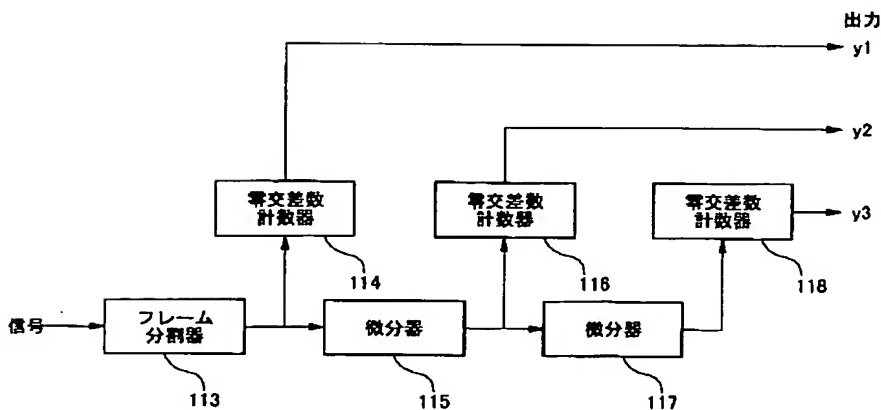 出力
y1
y2
零交差数
計数器
零交差数
計数器
零交差数
計数器
y3
114
116
118
信号
フレーム
分割器
微分器
微分器
113
115
117